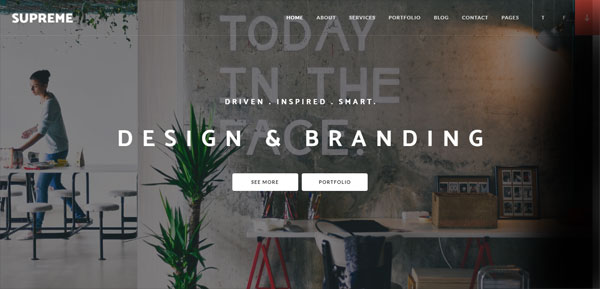 SUPREME
HOME ABOUT SERVICES PORTFOLIO BLOG CONTACT PAGES T F
TODAY
IN THE
DRIVEN . INSPIRED . SMART.
FACE.
DESIGN & BRANDING
SEE MORE PORTFOLIO